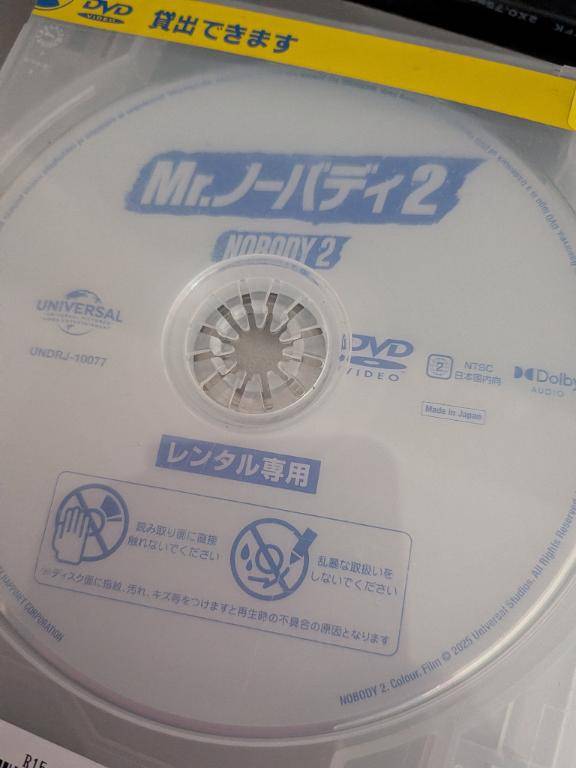 DVD
VIDEO
貸出できます
Mr.ノーバディ2
NOBODY 2
UNIVERSAL
UNDRJ-10077
DVD
VIDEO
2
NTSC
日本国内向
Dolby
AUDIO
Made in Japan
レンタル専用
読み取り面に直接
触れないでください
乱暴な取扱いを
しないでください
※ディスク面に指紋、汚れ、キズ等をつけますと再生時の不具合の原因となります
NOBODY 2. Colour. Film © 2025 Universal Studios. All Rights Reserved.
SUPPORT CORPORATION
R15